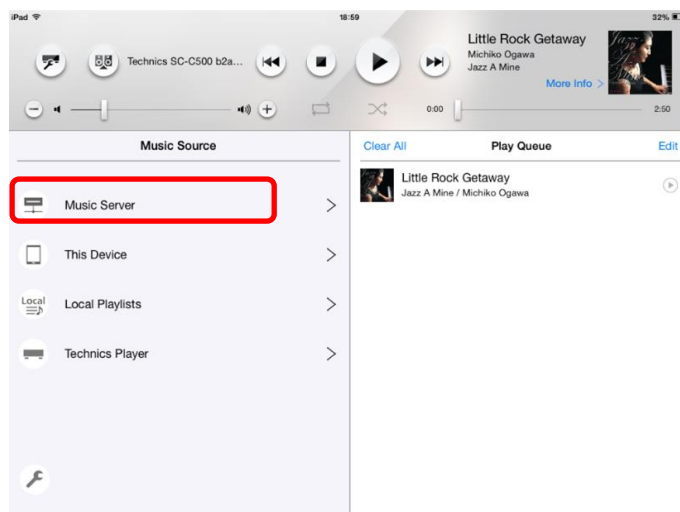 iPad 18:59 32%
Technics SC-C500 b2a...
Little Rock Getaway
Michiko Ogawa
Jazz A Mine
More Info >
0:00 2:50
Music Source
Clear All Play Queue Edit
Music Server
Little Rock Getaway
Jazz A Mine / Michiko Ogawa
This Device
Local
Local Playlists
Technics Player